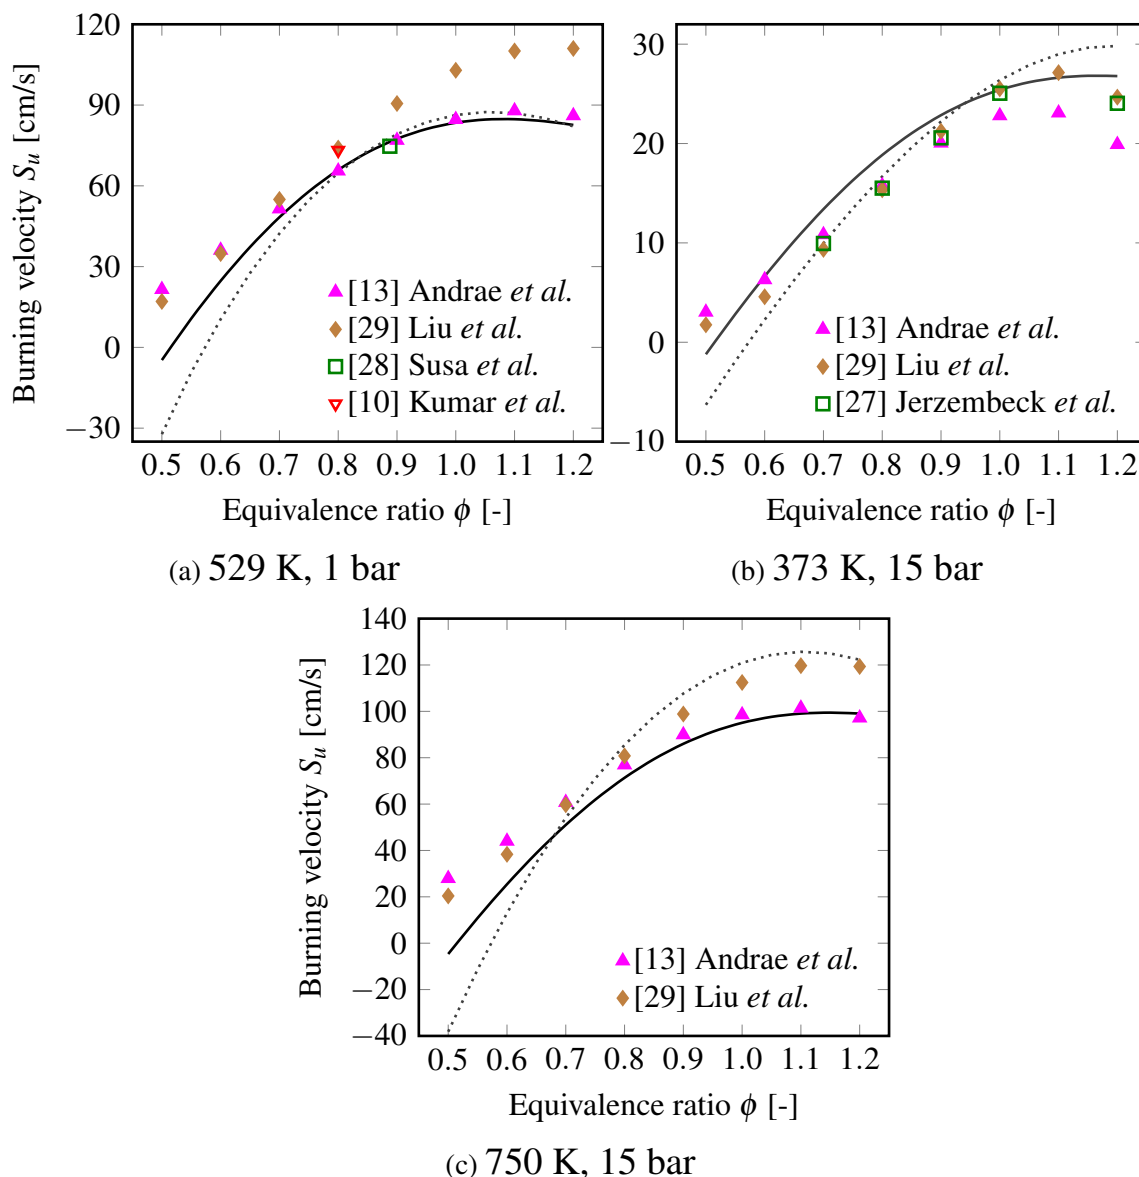 120
90
60
30
0
−30
Burning velocity S_u [cm/s]
[13] Andrae et al.
[29] Liu et al.
[28] Susa et al.
[10] Kumar et al.
0.5 0.6 0.7 0.8 0.9 1.0 1.1 1.2
Equivalence ratio ϕ [-]
(a) 529 K, 1 bar
30
20
10
0
−10
[13] Andrae et al.
[29] Liu et al.
[27] Jerzembeck et al.
0.5 0.6 0.7 0.8 0.9 1.0 1.1 1.2
Equivalence ratio ϕ [-]
(b) 373 K, 15 bar
140
120
100
80
60
40
20
0
−20
−40
Burning velocity S_u [cm/s]
[13] Andrae et al.
[29] Liu et al.
0.5 0.6 0.7 0.8 0.9 1.0 1.1 1.2
Equivalence ratio ϕ [-]
(c) 750 K, 15 bar